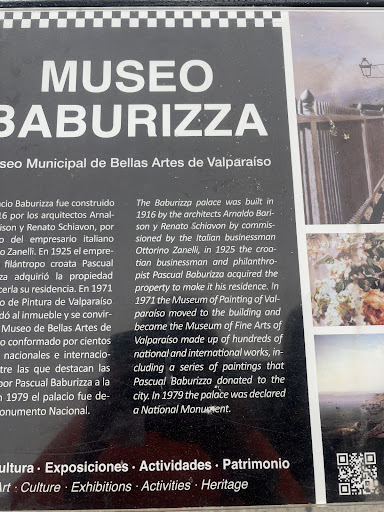 MUSEO
BABURIZZA
seo Municipal de Bellas Artes de Valparaíso
cio Baburizza fue construido
16 por los arquitectos Arnal-
ison y Renato Schiavon, por
o del empresario italiano
o Zanelli. En 1925 el empre-
filántropo croata Pascual
za adquirió la propiedad
cerla su residencia. En 1971
o de Pintura de Valparaíso
dó al inmueble y se convir-
Museo de Bellas Artes de
o conformado por cientos
nacionales e internacio-
tre las que destacan las
por Pascual Baburizza a la
n 1979 el palacio fue de-
onumento Nacional.
The Baburizza palace was built in
1916 by the architects Arnaldo Bari-
son y Renato Schiavon by commis-
sioned by the Italian businessman
Ottorino Zanelli, in 1925 the croa-
tian businessman and philanthro-
pist Pascual Baburizza acquired the
property to make it his residence. In
1971 the Museum of Painting of Val-
paraíso moved to the building and
became the Museum of Fine Arts of
Valparaíso made up of hundreds of
national and international works, in-
cluding a series of paintings that
Pascual Baburizza donated to the
city. In 1979 the palace was declared
a National Monument.
ultura · Exposiciones · Actividades · Patrimonio
Art · Culture · Exhibitions · Activities · Heritage